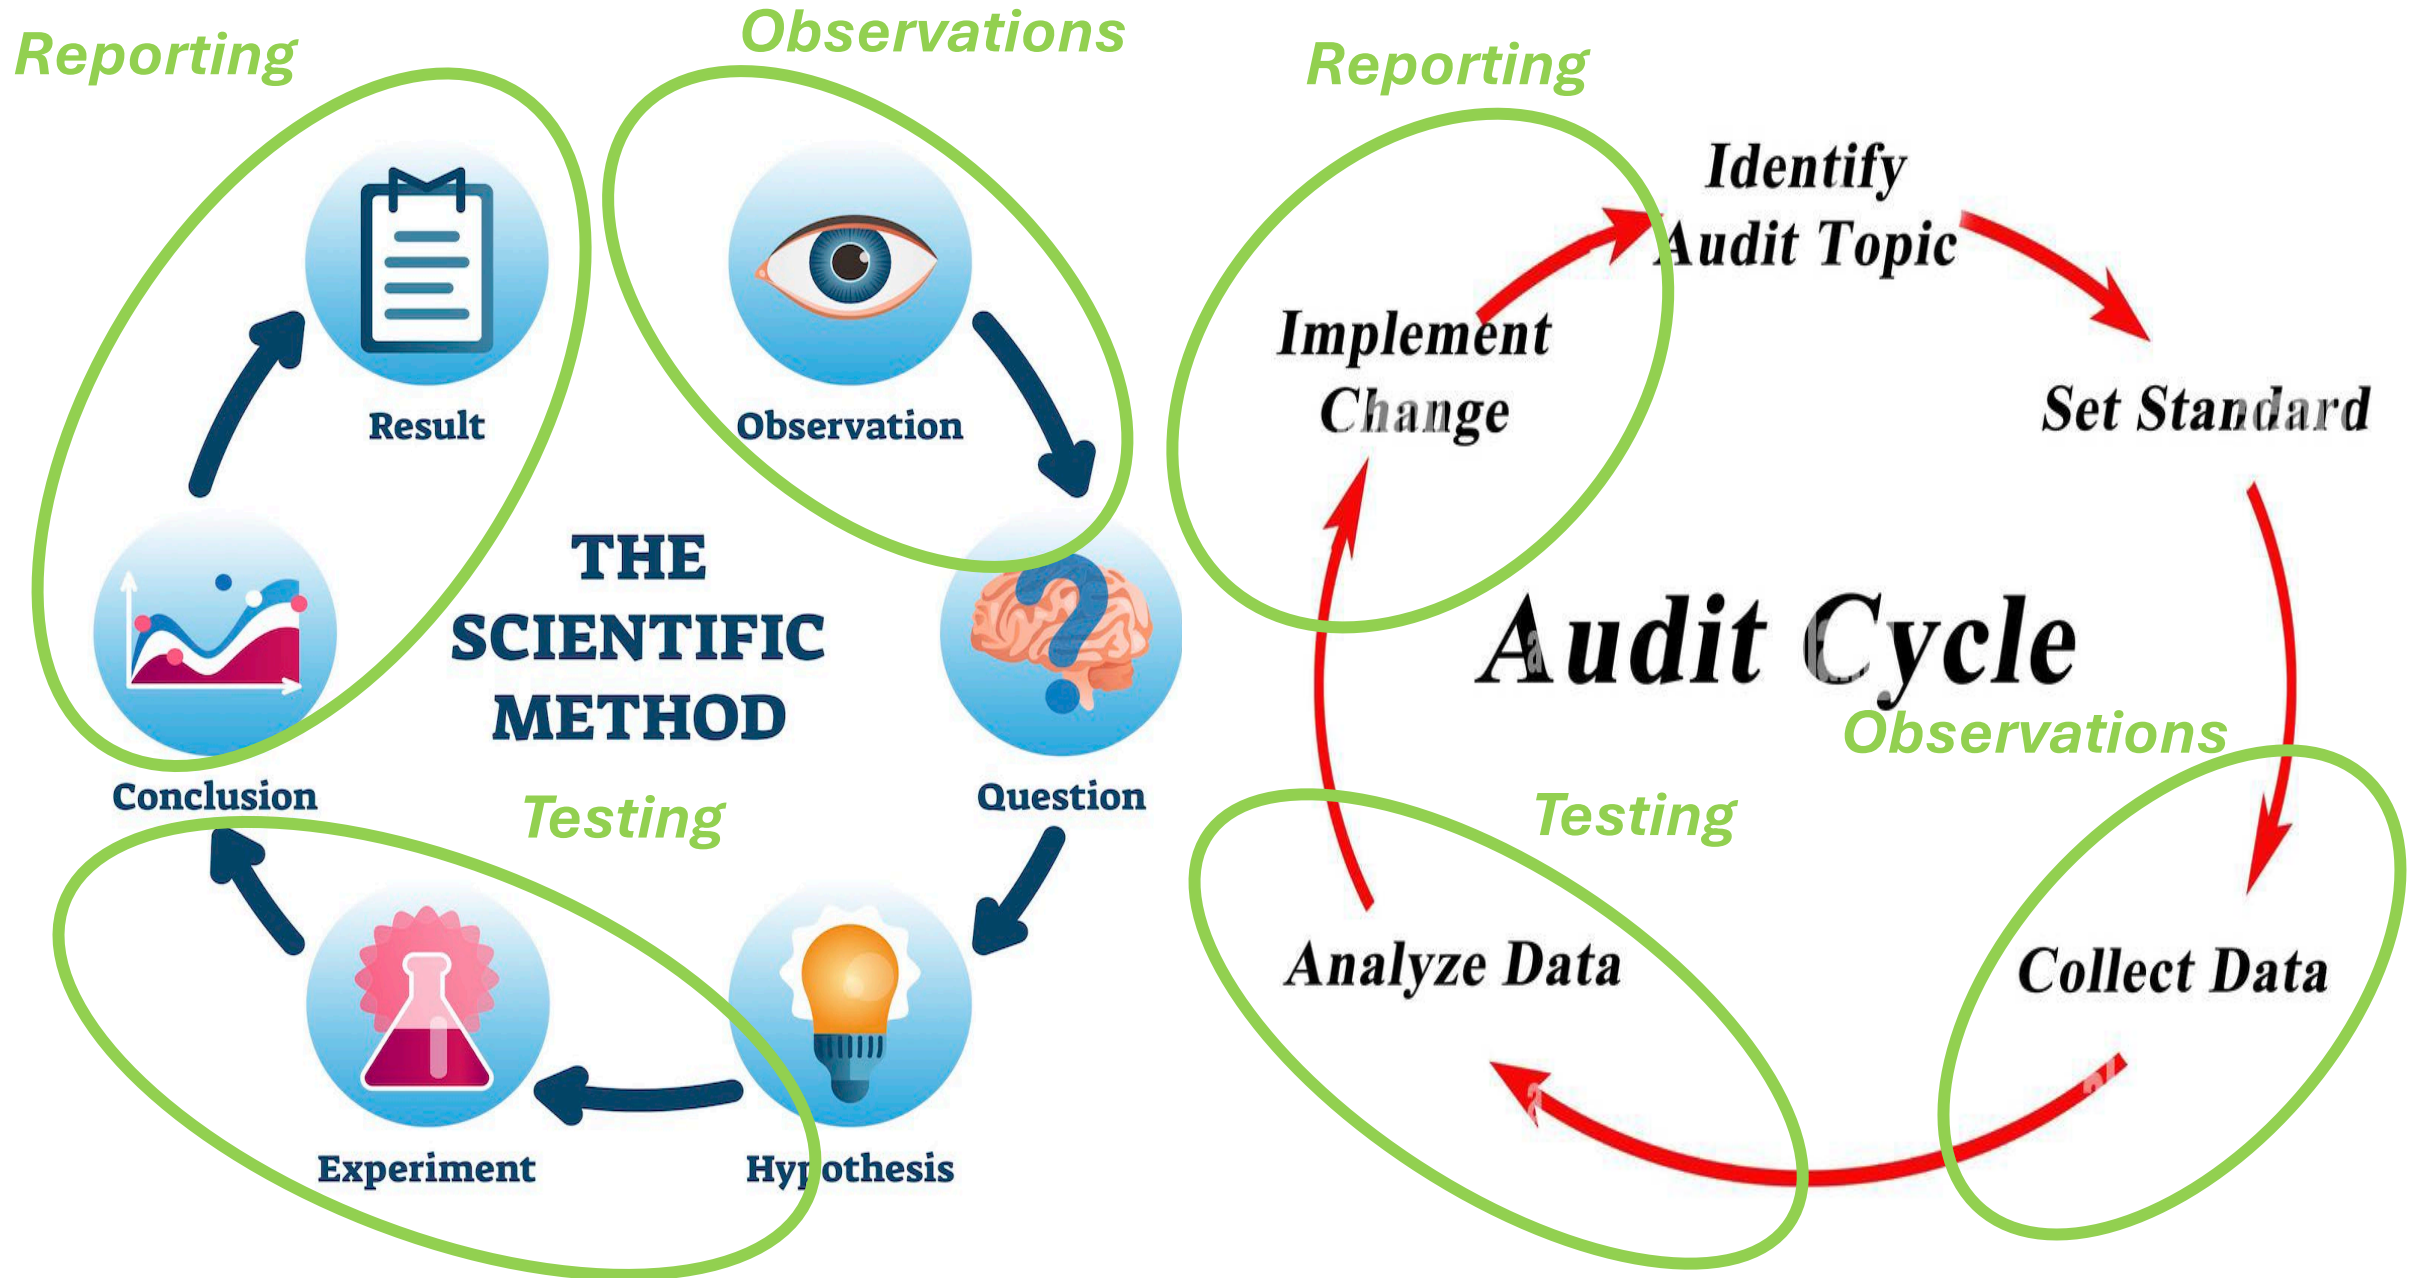 Reporting
Observations
Result
Observation
THE
SCIENTIFIC
METHOD
Conclusion
Question
Testing
Experiment
Hypothesis
Reporting
Identify
Audit Topic
Implement
Change
Set Standard
Audit Cycle
Observations
Testing
Analyze Data
Collect Data